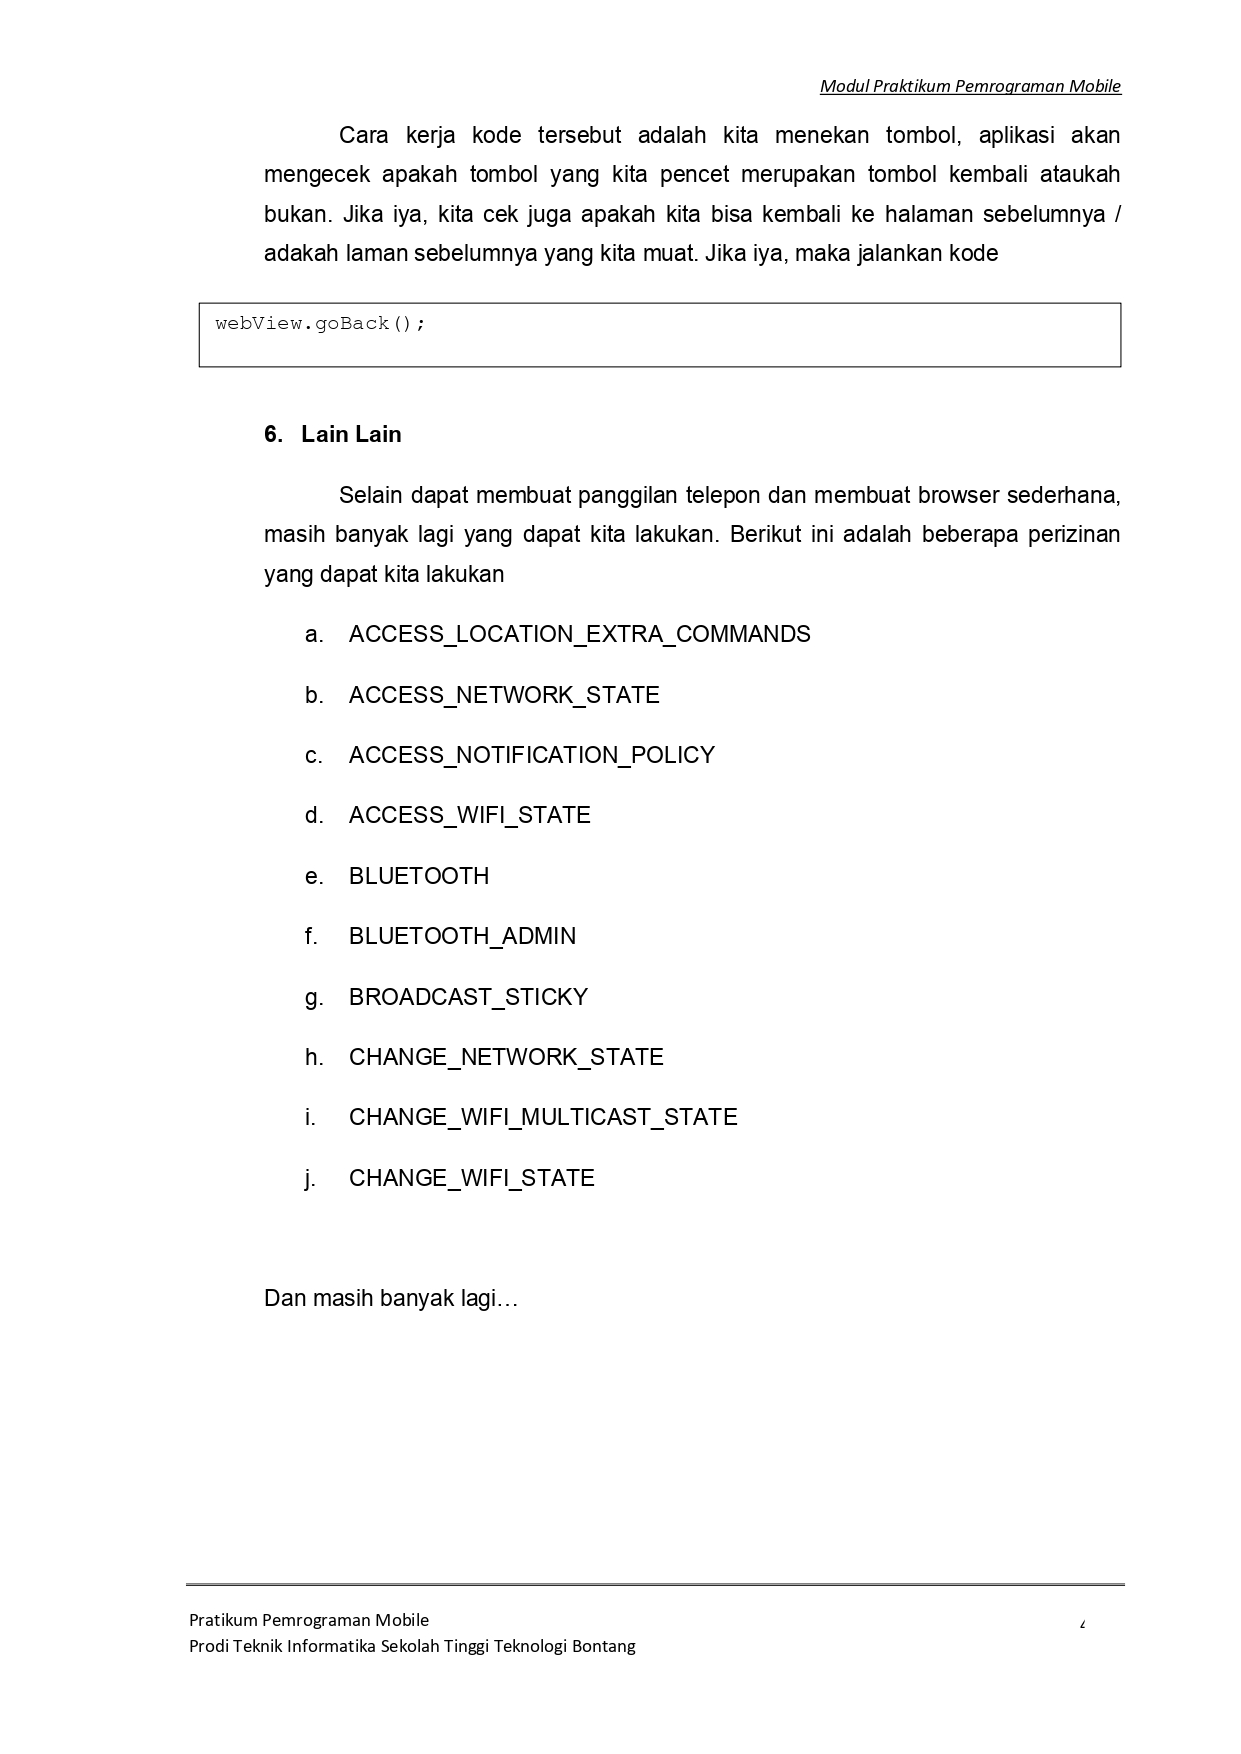 Modul Praktikum Pemrograman Mobile
Cara kerja kode tersebut adalah kita menekan tombol, aplikasi akan
mengecek apakah tombol yang kita pencet merupakan tombol kembali ataukah
bukan. Jika iya, kita cek juga apakah kita bisa kembali ke halaman sebelumnya /
adakah laman sebelumnya yang kita muat. Jika iya, maka jalankan kode
webView.goBack();
6. Lain Lain
Selain dapat membuat panggilan telepon dan membuat browser sederhana,
masih banyak lagi yang dapat kita lakukan. Berikut ini adalah beberapa perizinan
yang dapat kita lakukan
a. ACCESS_LOCATION_EXTRA_COMMANDS
b. ACCESS_NETWORK_STATE
c. ACCESS_NOTIFICATION_POLICY
d. ACCESS_WIFI_STATE
e. BLUETOOTH
f. BLUETOOTH_ADMIN
g. BROADCAST_STICKY
h. CHANGE_NETWORK_STATE
i. CHANGE_WIFI_MULTICAST_STATE
j. CHANGE_WIFI_STATE
Dan masih banyak lagi…
Pratikum Pemrograman Mobile
Prodi Teknik Informatika Sekolah Tinggi Teknologi Bontang